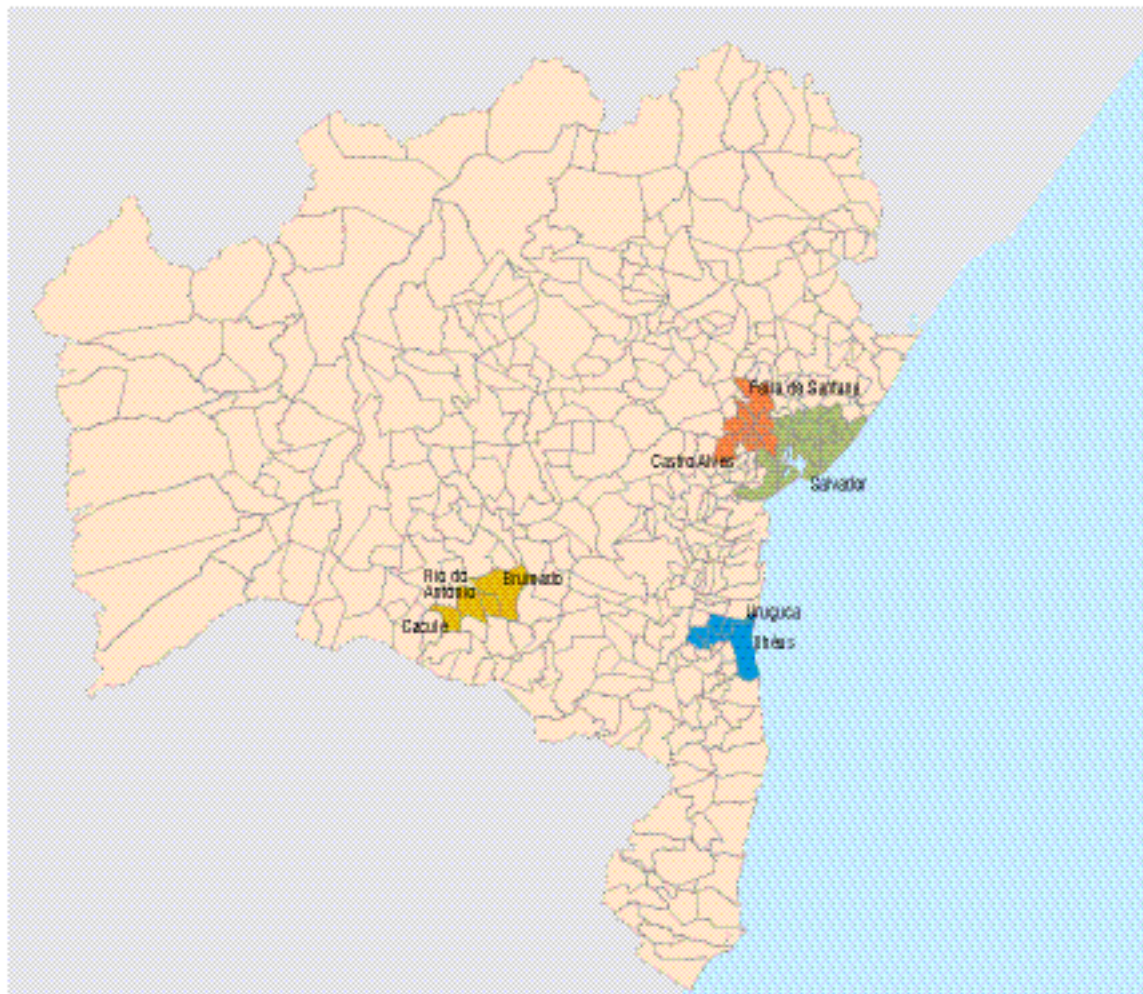 Feira de Santana
Castro Alves
Salvador
Rio do
Antônio
Brumado
Caculé
Uruçuca
Ilhéus